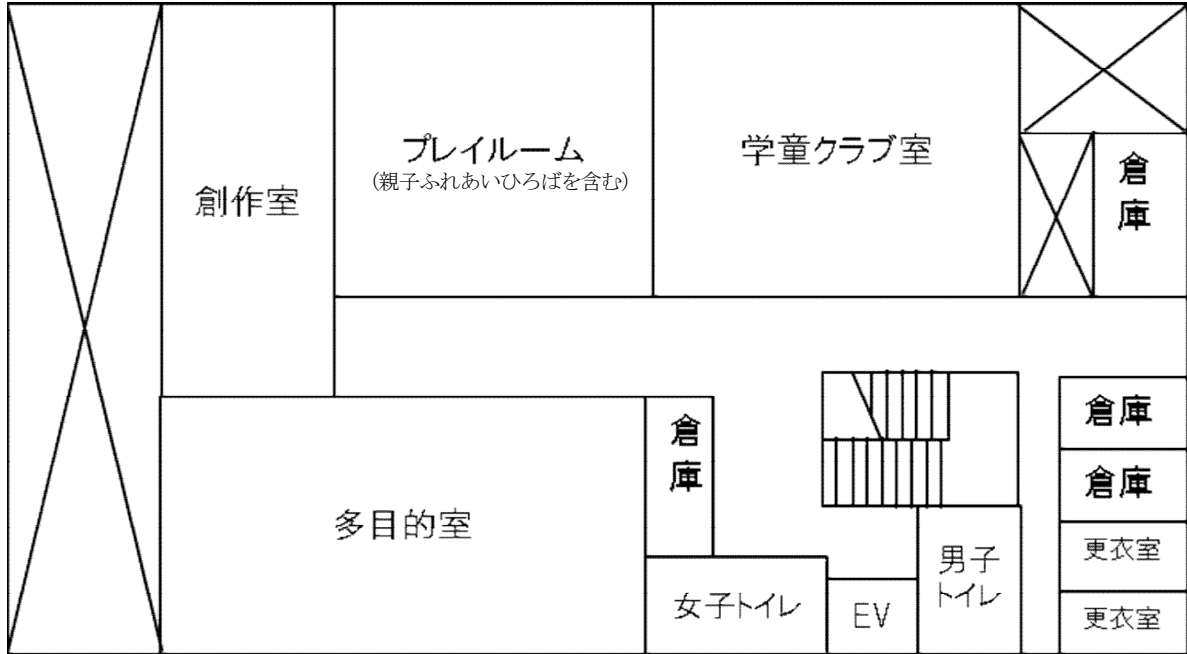 創作室
プレイルーム
(親子ふれあいひろばを含む)
学童クラブ室
倉
庫
多目的室
倉
庫
女子トイレ
EV
男子
トイレ
倉庫
倉庫
更衣室
更衣室